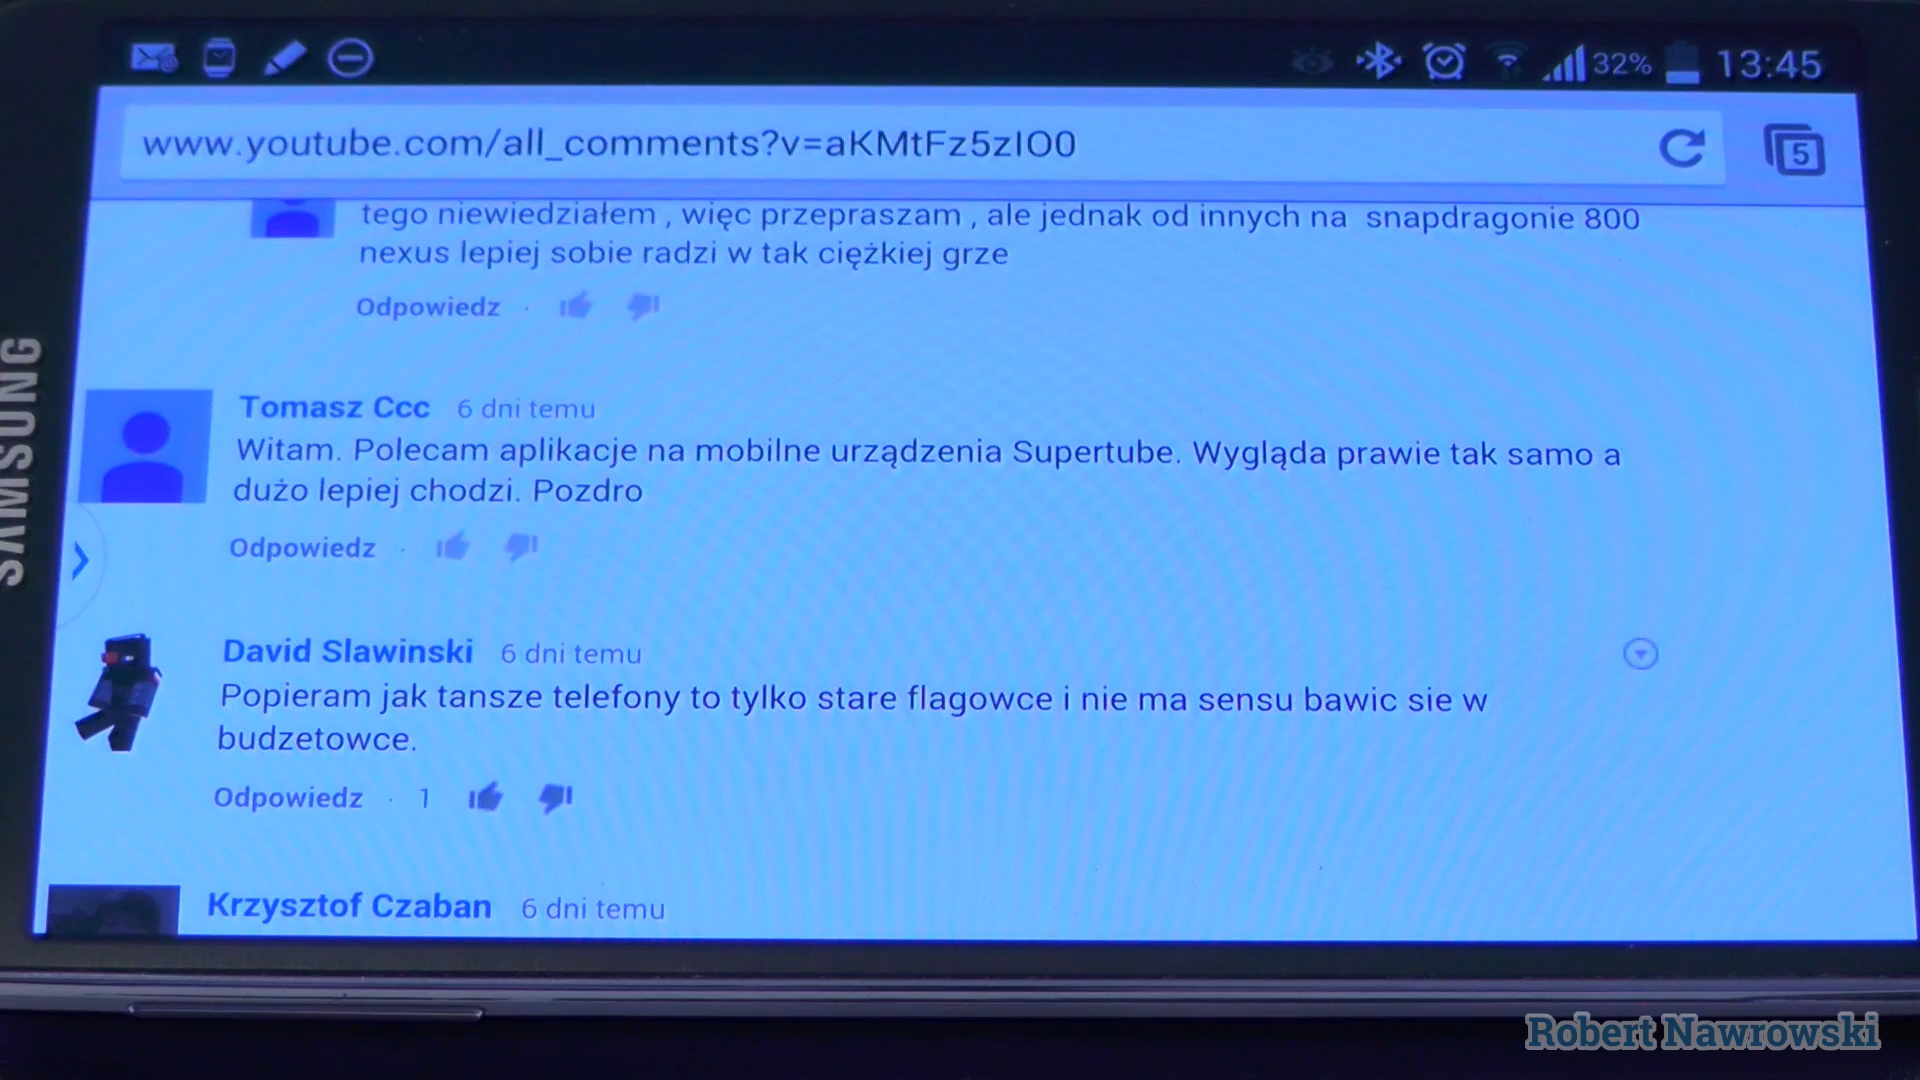 32% 13:45
www.youtube.com/all_comments?v=aKMtFz5zIO0
5
tego niewiedziałem , więc przepraszam , ale jednak od innych na snapdragonie 800
nexus lepiej sobie radzi w tak ciężkiej grze
Odpowiedz ·
SAMSUNG
Tomasz Ccc 6 dni temu
Witam. Polecam aplikacje na mobilne urządzenia Supertube. Wygląda prawie tak samo a
dużo lepiej chodzi. Pozdro
Odpowiedz ·
David Slawinski 6 dni temu
Popieram jak tansze telefony to tylko stare flagowce i nie ma sensu bawic sie w
budzetowce.
Odpowiedz · 1
Krzysztof Czaban 6 dni temu
Robert Nawrowski